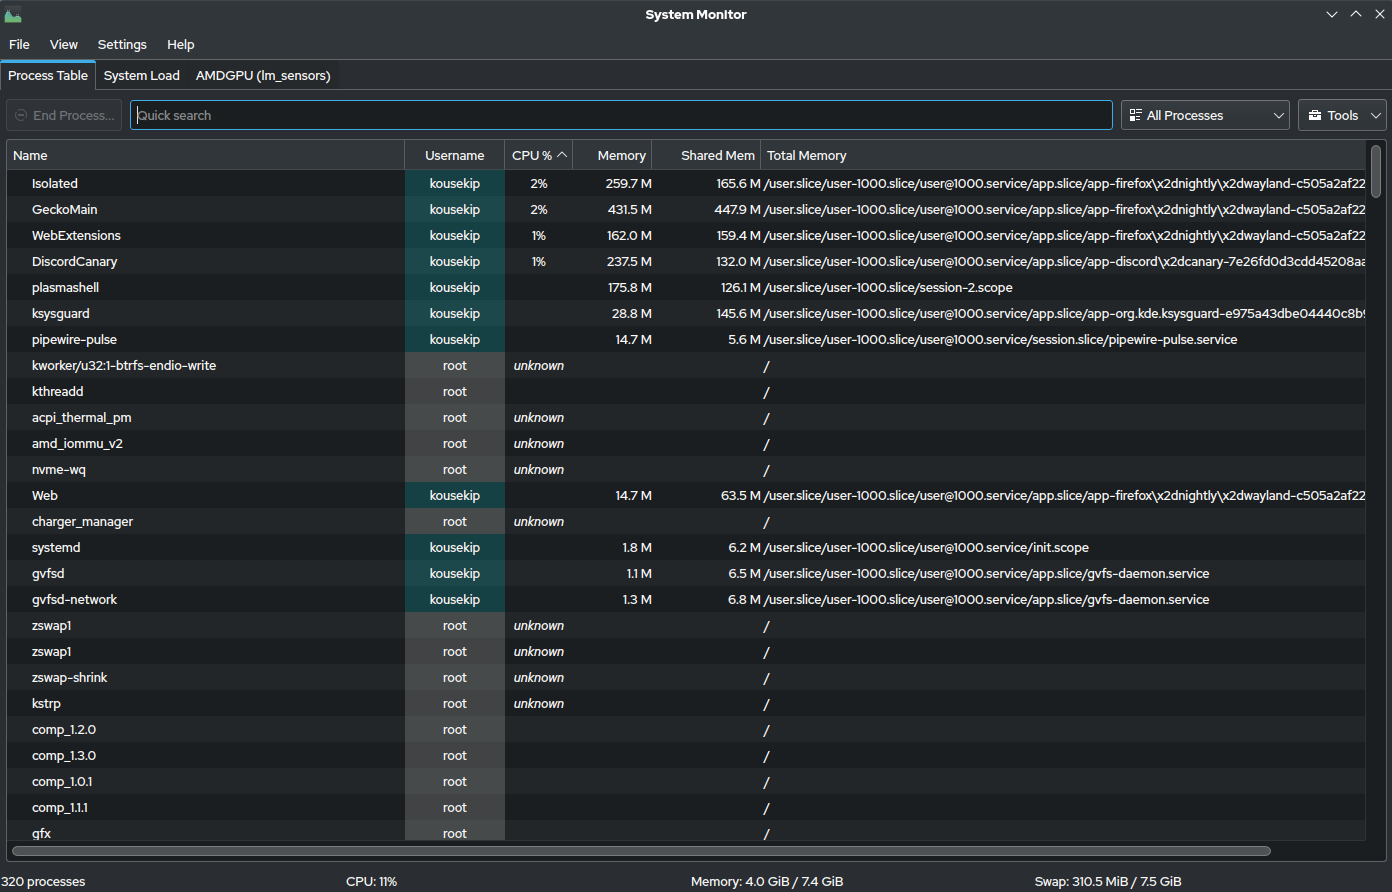 System Monitor
File View Settings Help
Process Table System Load AMDGPU (lm_sensors)
End Process... Quick search All Processes Tools
Name Username CPU % Memory Shared Mem Total Memory
Isolated kousekip 2% 259.7 M 165.6 M /user.slice/user-1000.slice/user@1000.service/app.slice/app-firefox\x2dnightly\x2dwayland-c505a2af22
GeckoMain kousekip 2% 431.5 M 447.9 M /user.slice/user-1000.slice/user@1000.service/app.slice/app-firefox\x2dnightly\x2dwayland-c505a2af22
WebExtensions kousekip 1% 162.0 M 159.4 M /user.slice/user-1000.slice/user@1000.service/app.slice/app-firefox\x2dnightly\x2dwayland-c505a2af22
DiscordCanary kousekip 1% 237.5 M 132.0 M /user.slice/user-1000.slice/user@1000.service/app.slice/app-discord\x2dcanary-7e26fd0d3cdd45208aa
plasmashell kousekip 175.8 M 126.1 M /user.slice/user-1000.slice/session-2.scope
ksysguard kousekip 28.8 M 145.6 M /user.slice/user-1000.slice/user@1000.service/app.slice/app-org.kde.ksysguard-e975a43dbe04440c8b9
pipewire-pulse kousekip 14.7 M 5.6 M /user.slice/user-1000.slice/user@1000.service/session.slice/pipewire-pulse.service
kworker/u32:1-btrfs-endio-write root unknown /
kthreadd root /
acpi_thermal_pm root unknown /
amd_iommu_v2 root unknown /
nvme-wq root unknown /
Web kousekip 14.7 M 63.5 M /user.slice/user-1000.slice/user@1000.service/app.slice/app-firefox\x2dnightly\x2dwayland-c505a2af22
charger_manager root unknown /
systemd kousekip 1.8 M 6.2 M /user.slice/user-1000.slice/user@1000.service/init.scope
gvfsd kousekip 1.1 M 6.5 M /user.slice/user-1000.slice/user@1000.service/app.slice/gvfs-daemon.service
gvfsd-network kousekip 1.3 M 6.8 M /user.slice/user-1000.slice/user@1000.service/app.slice/gvfs-daemon.service
zswap1 root unknown /
zswap1 root unknown /
zswap-shrink root unknown /
kstrp root unknown /
comp_1.2.0 root /
comp_1.3.0 root /
comp_1.0.1 root /
comp_1.1.1 root /
gfx root /
320 processes CPU: 11% Memory: 4.0 GiB / 7.4 GiB Swap: 310.5 MiB / 7.5 GiB